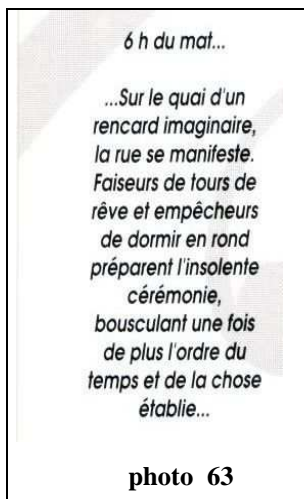 6 h du mat...
...Sur le quai d'un
rencard imaginaire,
la rue se manifeste.
Faiseurs de tours de
rêve et empêcheurs
de dormir en rond
préparent l'insolente
cérémonie,
bousculant une fois
de plus l'ordre du
temps et de la chose
établie...
photo 63